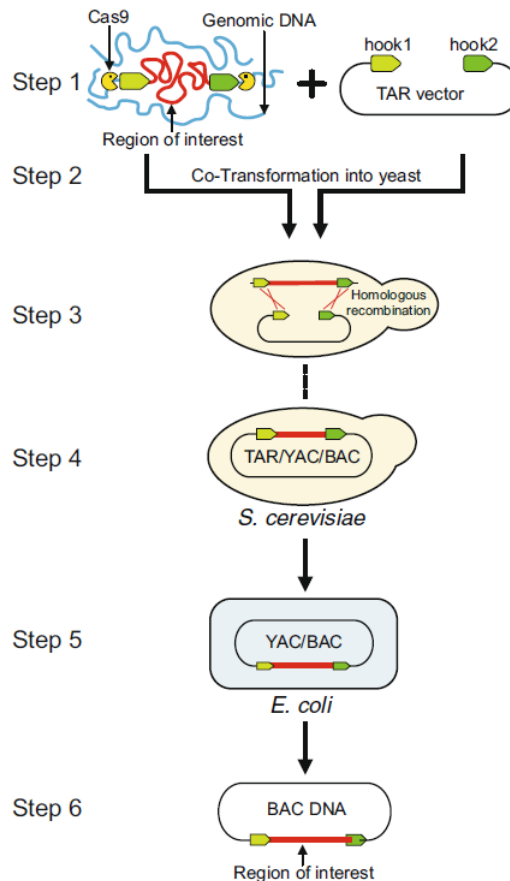 Cas9
Genomic DNA
hook1
hook2
Step 1
TAR vector
Region of interest
Step 2
Co-Transformation into yeast
Step 3
Homologous
recombination
Step 4
TAR/YAC/BAC
S. cerevisiae
Step 5
YAC/BAC
E. coli
Step 6
BAC DNA
Region of interest